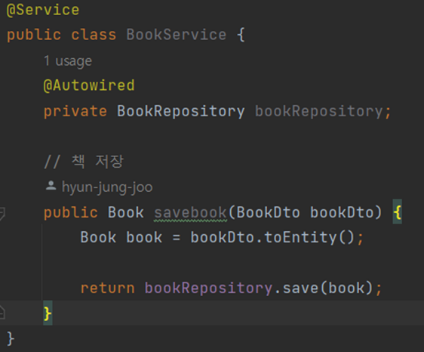 @Service
public class BookService {
1 usage
@Autowired
private BookRepository bookRepository;
// 책 저장
hyun-jung-joo
public Book savebook(BookDto bookDto) {
Book book = bookDto.toEntity();
return bookRepository.save(book);
}
}